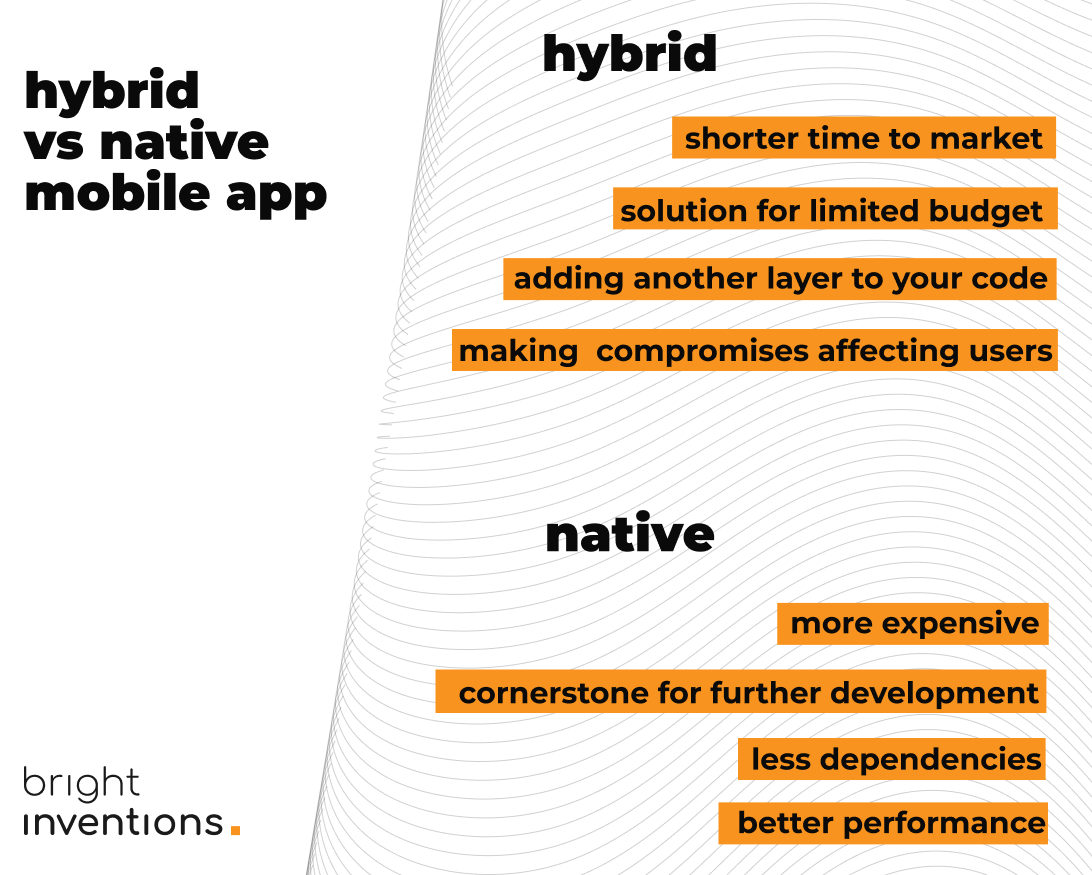 hybrid
vs native
mobile app
hybrid
shorter time to market
solution for limited budget
adding another layer to your code
making compromises affecting users
native
more expensive
cornerstone for further development
less dependencies
better performance
bright
inventions.